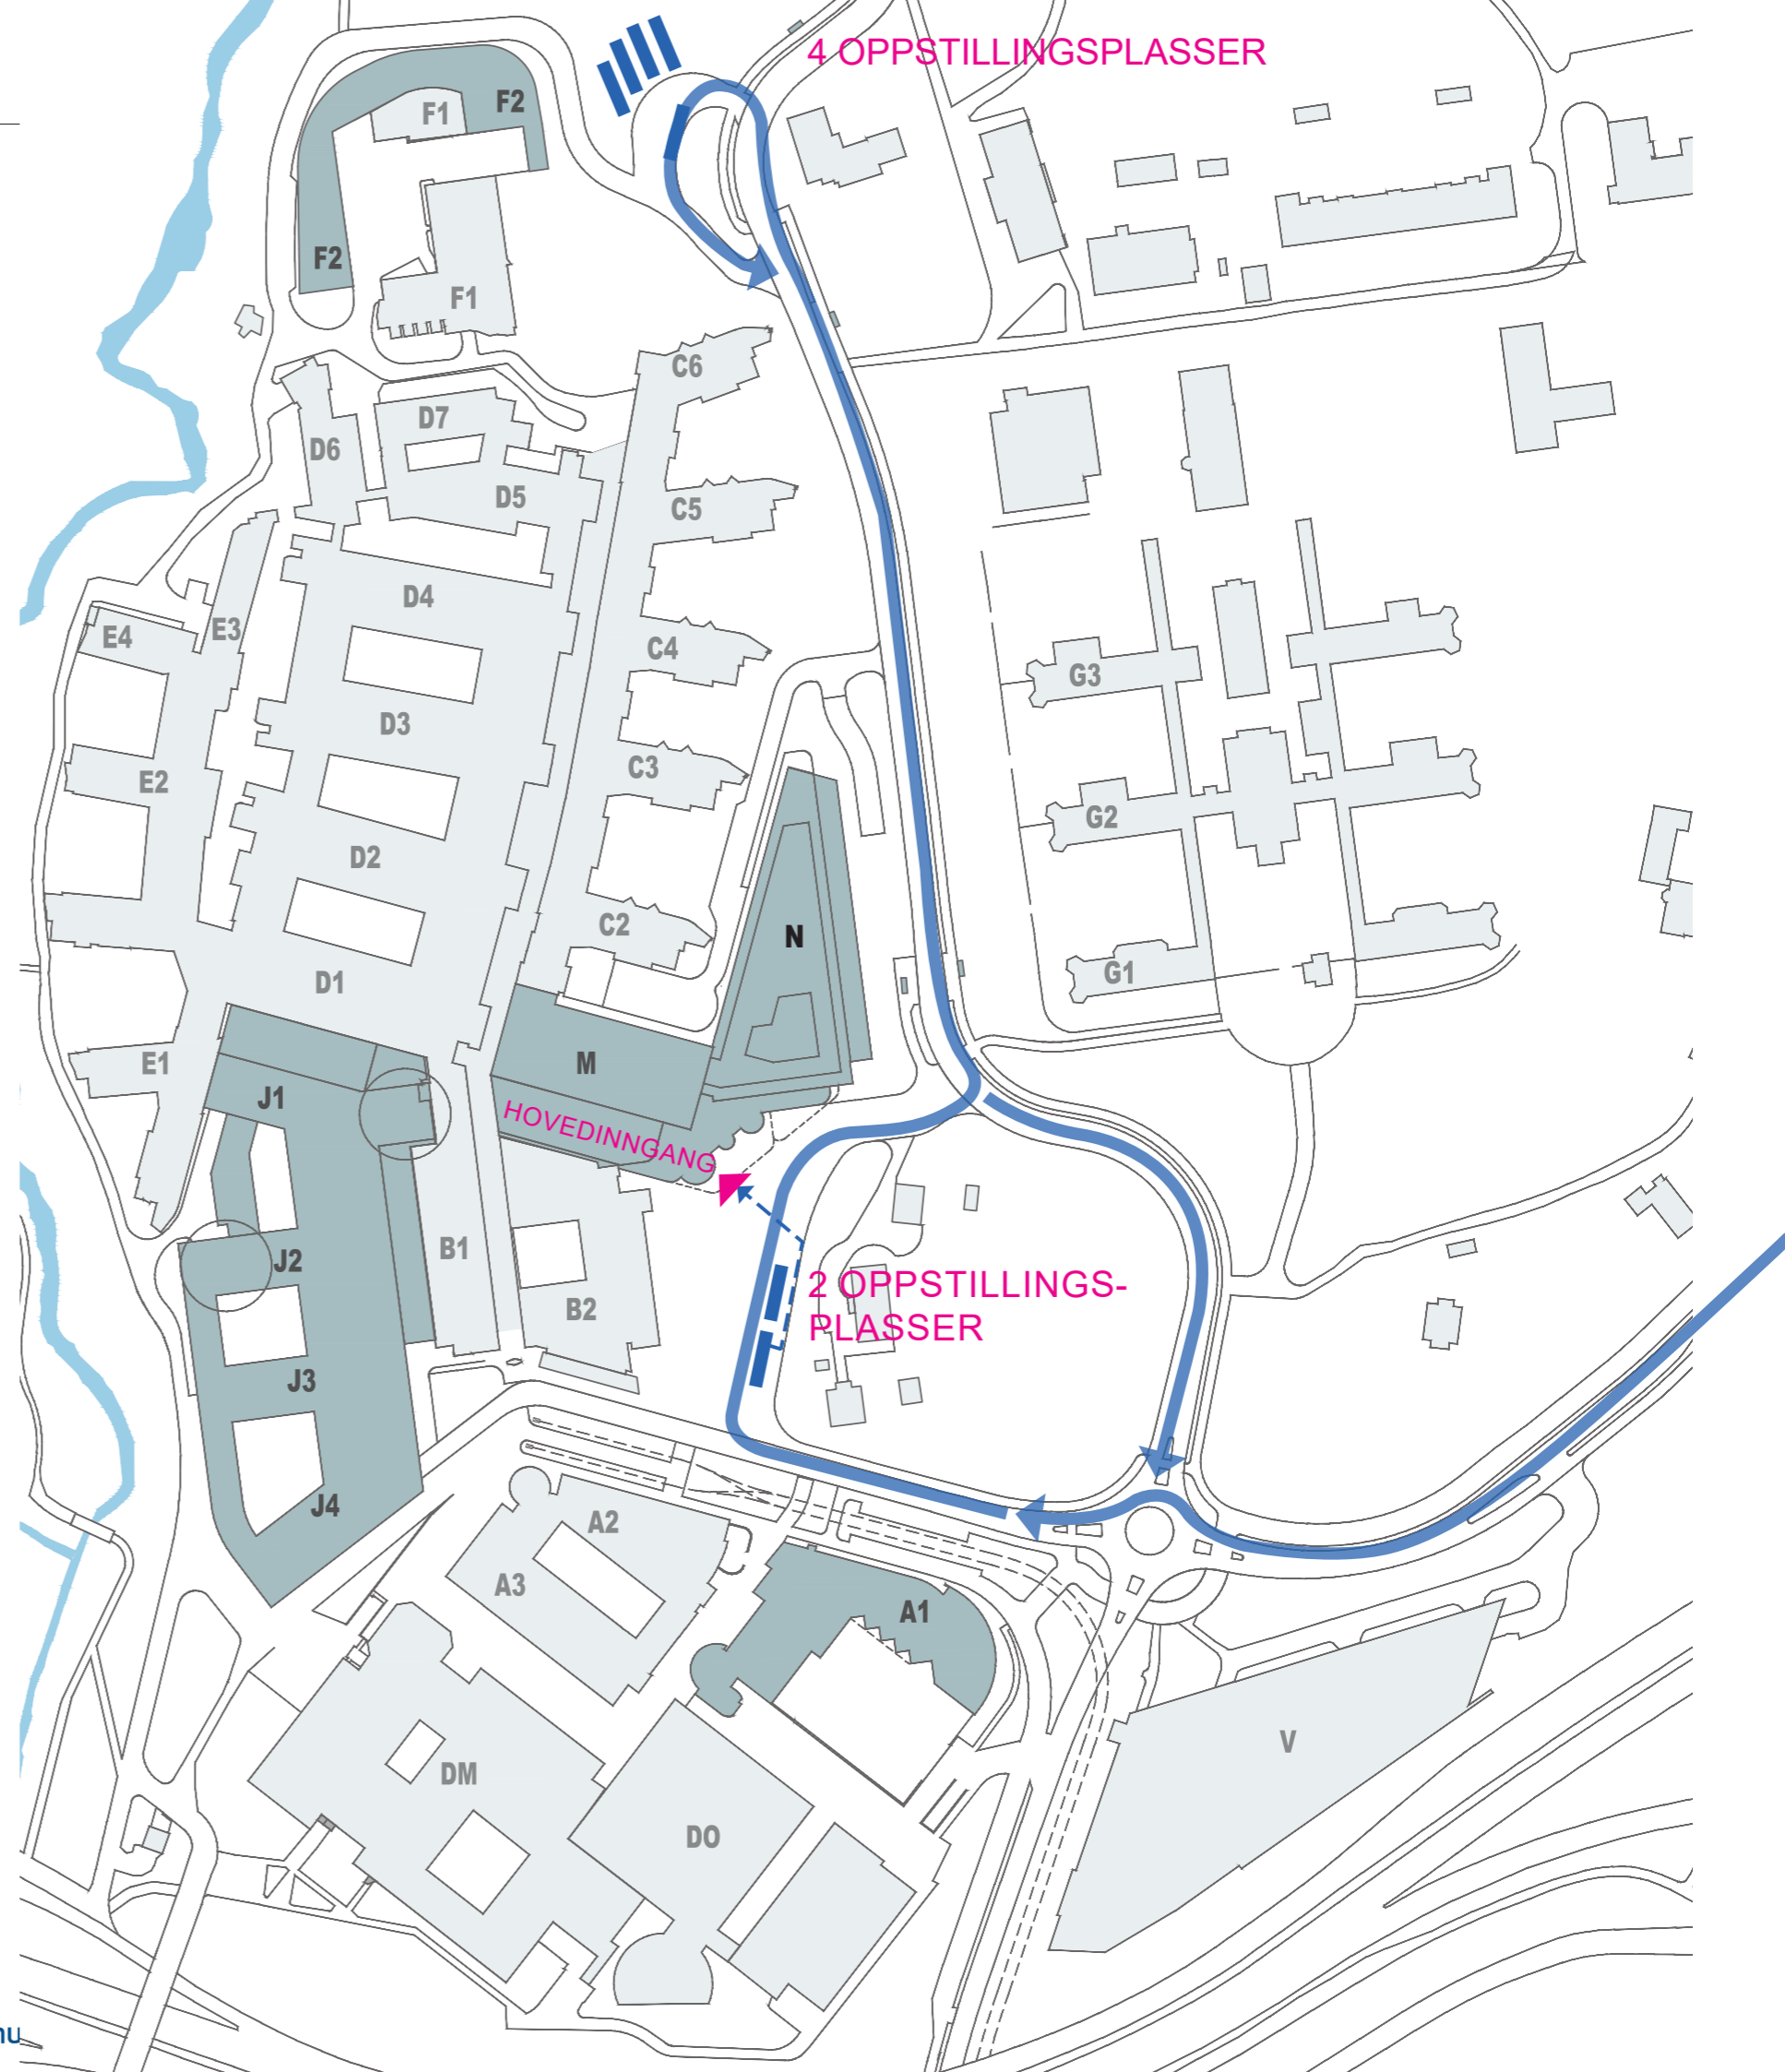 4 OPPSTILLINGSPLASSER
F2
F1
F2
F1
C6
D7
D6
D5
C5
D4
E4
E3
C4
G3
D3
C3
E2
G2
D2
C2
N
G1
D1
M
E1
J1
HOVEDINNGANG
J2
B1
2 OPPSTILLINGS-
PLASSER
B2
J3
J4
A2
A3
A1
V
DM
DO